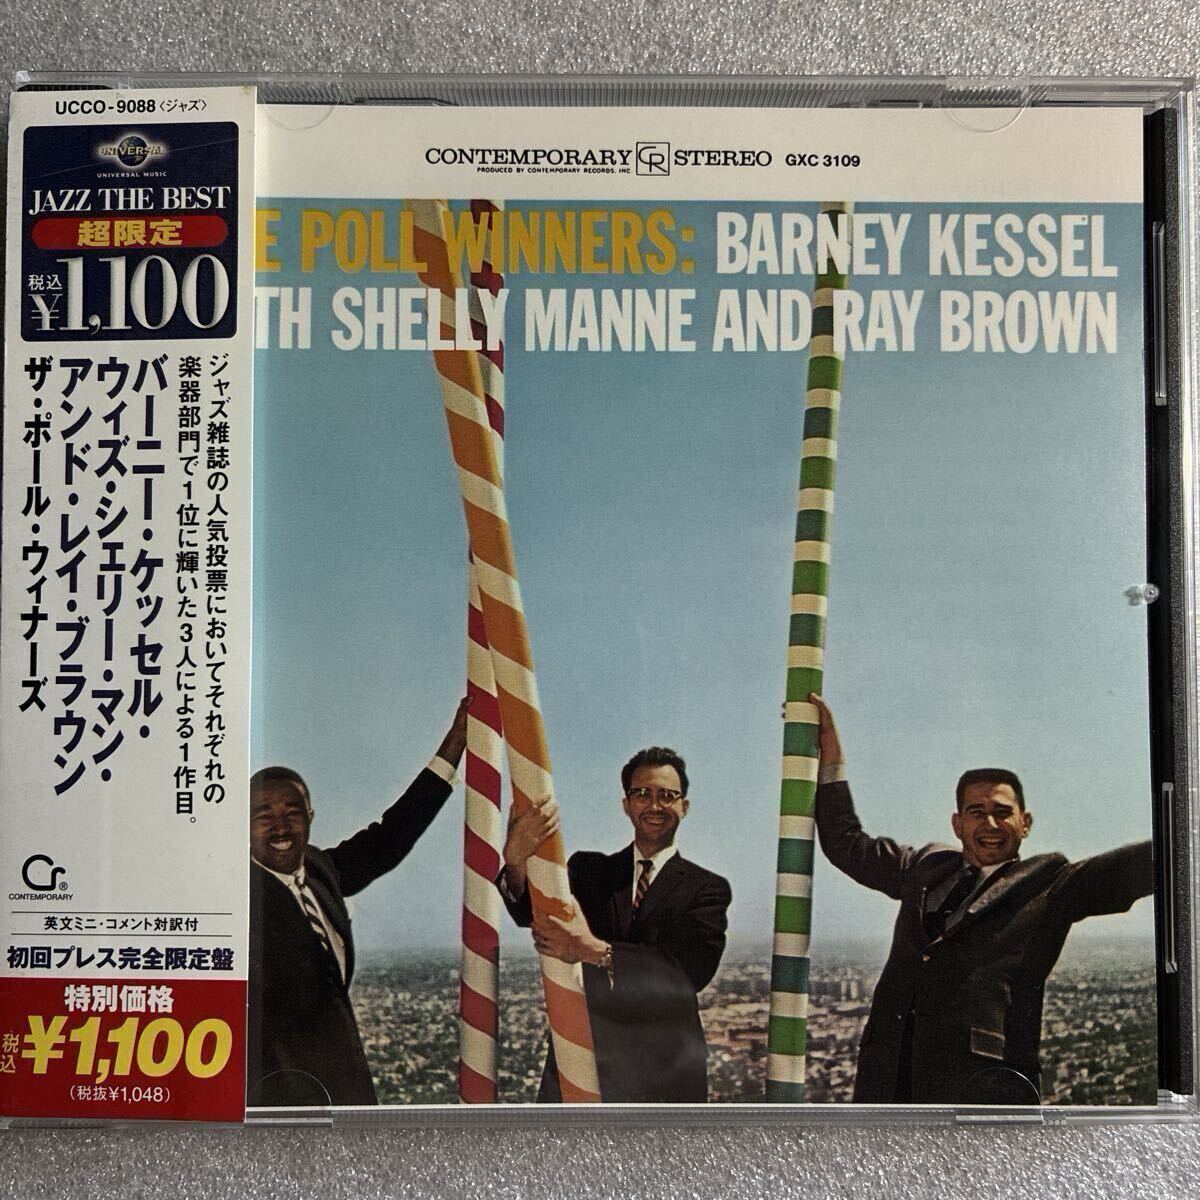 UCCO-9088〈ジャズ〉
UNIVERSAL
UNIVERSAL MUSIC
JAZZ THE BEST
超限定
税込
¥1,100
ジャズ雑誌の人気投票においてそれぞれの
楽器部門で1位に輝いた3人による1作目。
バーニー・ケッセル・
ウィズ・シェリー・マン・
アンド・レイ・ブラウン
ザ・ポール・ウィナーズ
Cr®
CONTEMPORARY
英文ミニ・コメント対訳付
初回プレス完全限定盤
特別価格
税込¥1,100
(税抜¥1,048)
CONTEMPORARY CR STEREO GXC 3109
PRODUCED BY CONTEMPORARY RECORDS, INC.
E POLL WINNERS: BARNEY KESSEL
TH SHELLY MANNE AND RAY BROWN